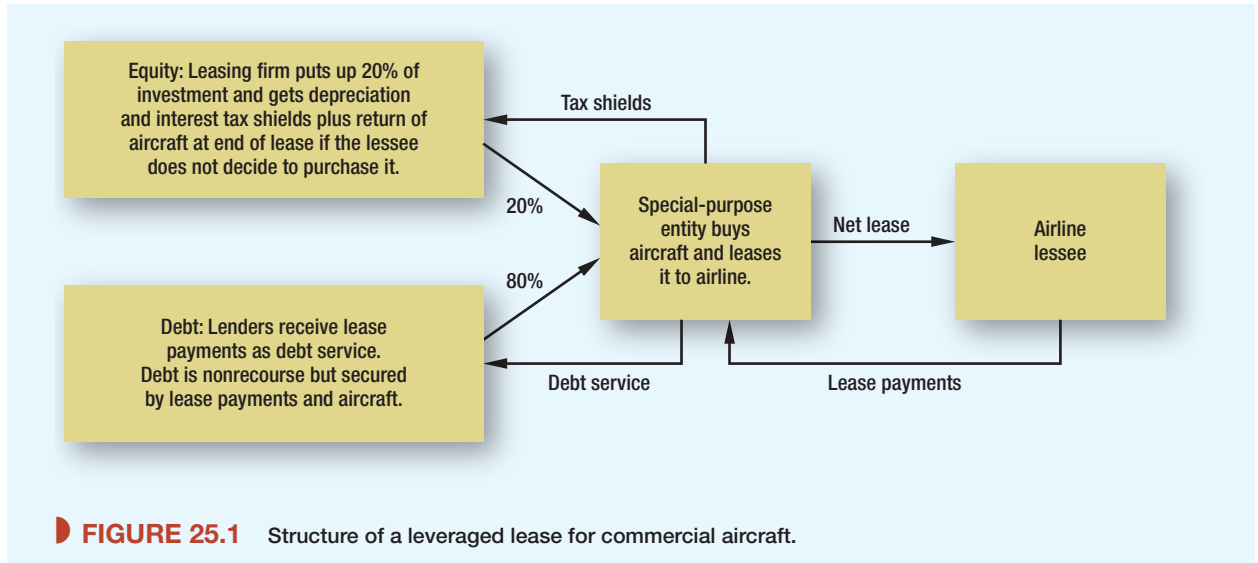 Equity: Leasing firm puts up 20% of
investment and gets depreciation
and interest tax shields plus return of
aircraft at end of lease if the lessee
does not decide to purchase it.
Tax shields
20%
Special-purpose
entity buys
aircraft and leases
it to airline.
Net lease
Airline
lessee
80%
Debt: Lenders receive lease
payments as debt service.
Debt is nonrecourse but secured
by lease payments and aircraft.
Debt service
Lease payments
FIGURE 25.1 Structure of a leveraged lease for commercial aircraft.